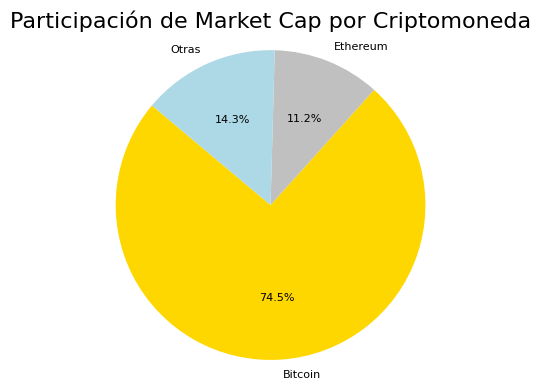 Participación de Market Cap por Criptomoneda
Otras
Ethereum
14.3%
11.2%
74.5%
Bitcoin